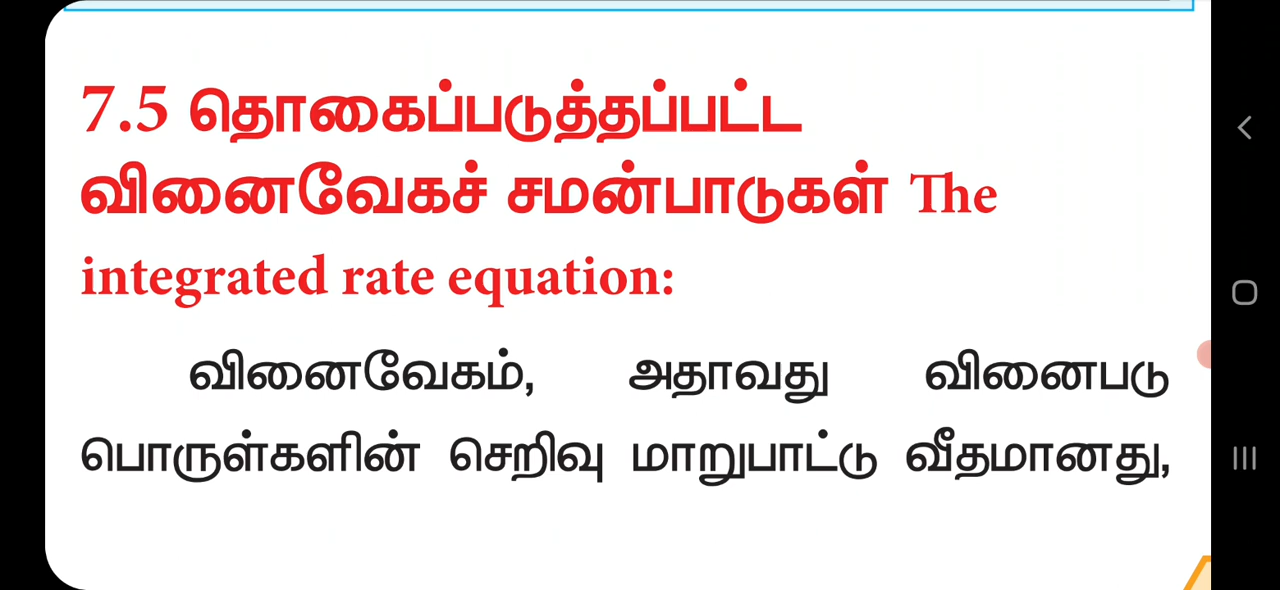 7.5 தொகைப்படுத்தப்பட்ட
வினைவேகச் சமன்பாடுகள் The
integrated rate equation:
வினைவேகம், அதாவது வினைபடு
பொருள்களின் செறிவு மாறுபாட்டு வீதமானது,